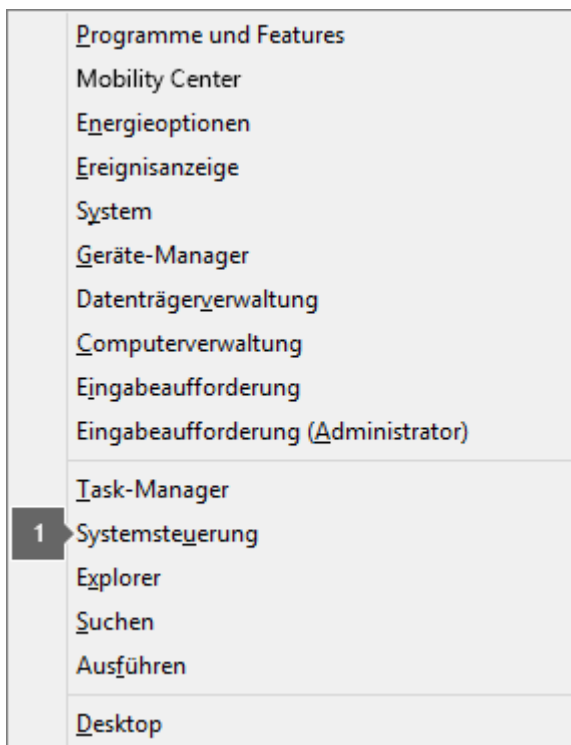 Programme und Features
Mobility Center
Energieoptionen
Ereignisanzeige
System
Geräte-Manager
Datenträgerverwaltung
Computerverwaltung
Eingabeaufforderung
Eingabeaufforderung (Administrator)
Task-Manager
1 Systemsteuerung
Explorer
Suchen
Ausführen
Desktop